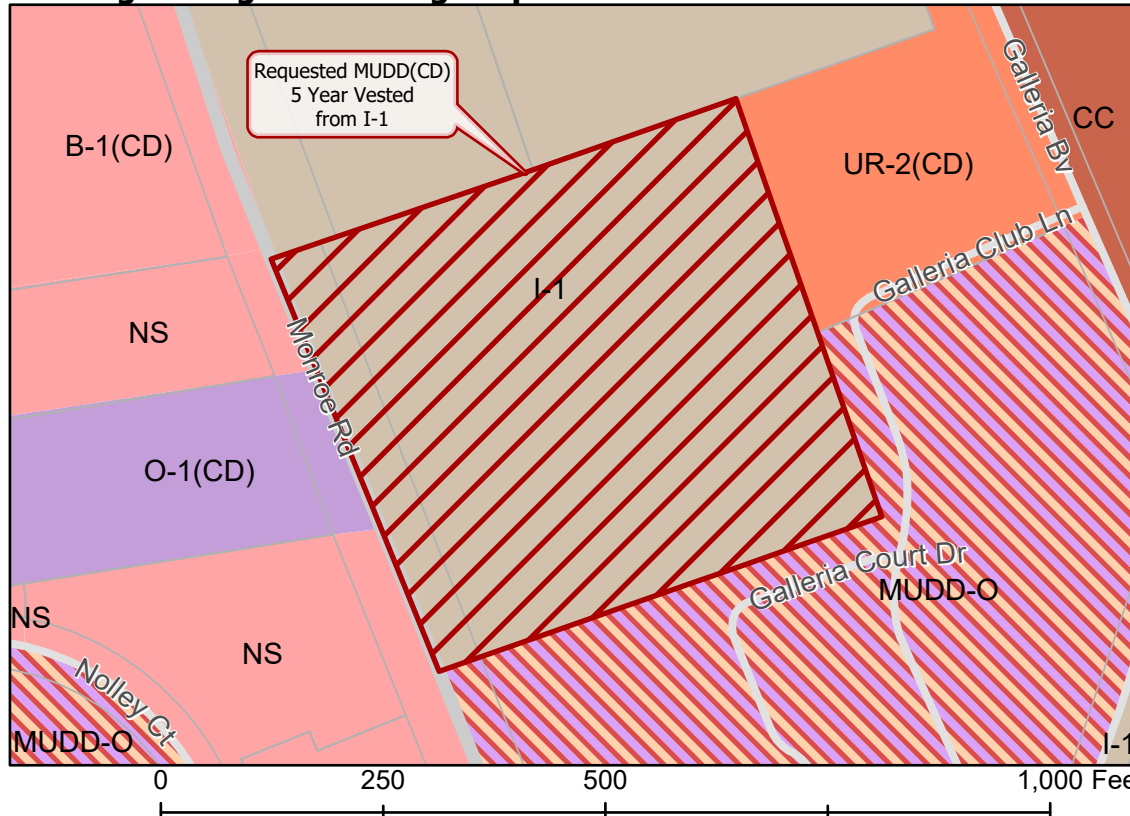 Requested MUDD(CD)
5 Year Vested
from I-1
B-1(CD)
Galleria Bv
CC
UR-2(CD)
Galleria Club Ln
I-1
NS
Monroe Rd
O-1(CD)
Galleria Court Dr
MUDD-O
NS
NS
Nolley Ct
MUDD-O
I-1
0 250 500 1,000 Fee